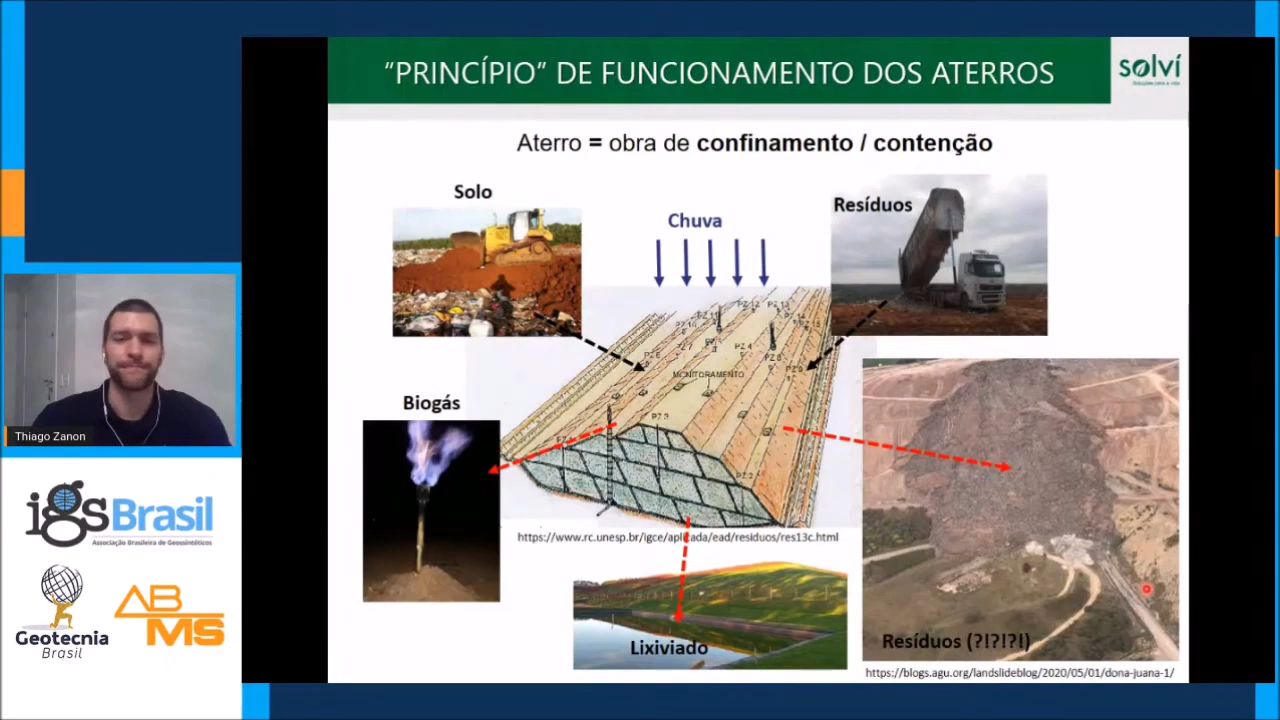 "PRINCÍPIO" DE FUNCIONAMENTO DOS ATERROS
solví
Aterro = obra de confinamento / contenção
Solo
Chuva
Resíduos
MONITORAMENTO
Biogás
https://www.rc.unesp.br/igce/aplicada/ead/residuos/res13c.html
Lixiviado
Resíduos (?!?!?!)
https://blogs.agu.org/landslideblog/2020/05/01/dona-juana-1/
Thiago Zanon
igsBrasil
Associação Brasileira de Geossintéticos
Geotecnia
Brasil
ABMS